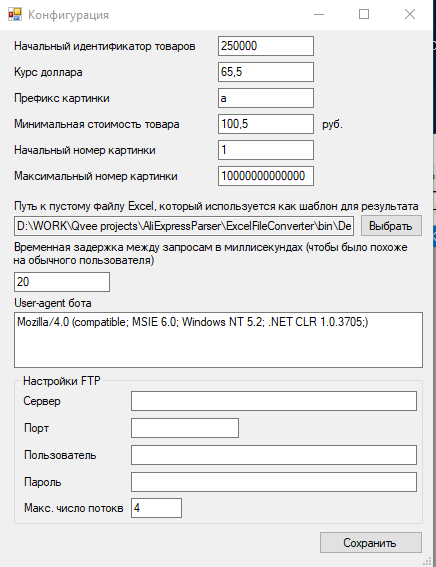 Конфигурация
Начальный идентификатор товаров 250000
Курс доллара 65,5
Префикс картинки a
Минимальная стоимость товара 100,5 руб.
Начальный номер картинки 1
Максимальный номер картинки 10000000000000
Путь к пустому файлу Excel, который используется как шаблон для результата
D:\WORK\Qvee projects\AliExpressParser\ExcelFileConverter\bin\De Выбрать
Временная задержка между запросам в миллисекундах (чтобы было похоже
на обычного пользователя)
20
User-agent бота
Mozilla/4.0 (compatible; MSIE 6.0; Windows NT 5.2; .NET CLR 1.0.3705;)
Настройки FTP
Сервер
Порт
Пользователь
Пароль
Макс. число потокв 4
Сохранить